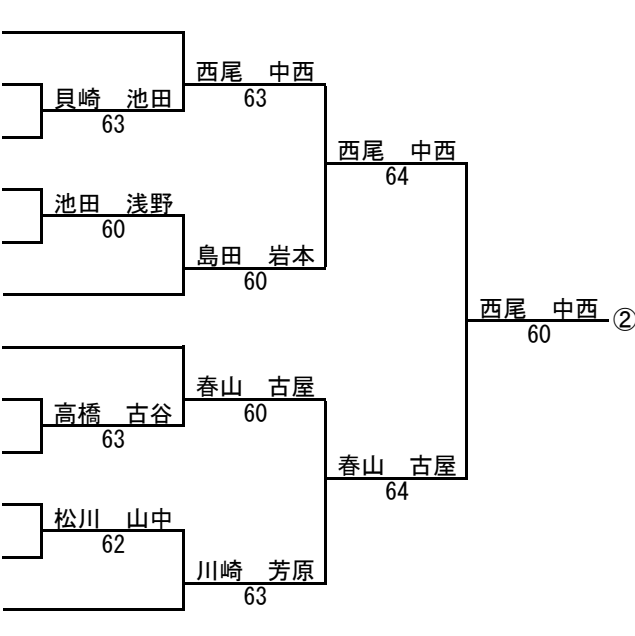 西尾　中西
63
貝崎　池田
63
西尾　中西
64
池田　浅野
60
島田　岩本
60
西尾　中西 ②
60
春山　古屋
60
高橋　古谷
63
春山　古屋
64
松川　山中
62
川崎　芳原
63